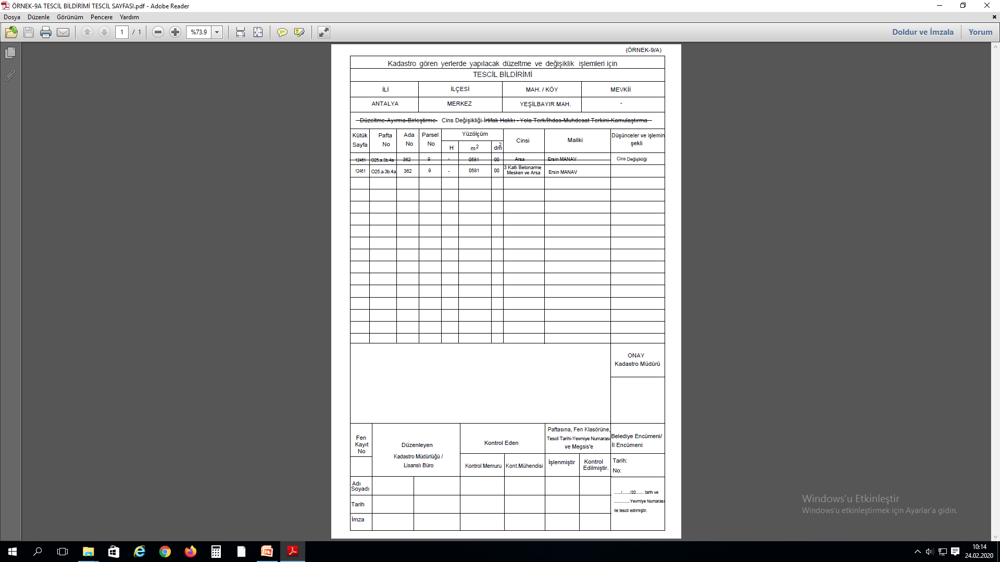 ÖRNEK-9A TESCİL BİLDİRİMİ TESCİL SAYFASI.pdf - Adobe Reader
Dosya Düzenle Görünüm Pencere Yardım
1 / 1 %73.9 Doldur ve İmzala Yorum
(ÖRNEK-9/A)
Kadastro gören yerlerde yapılacak düzeltme ve değişiklik işlemleri için
TESCİL BİLDİRİMİ
İLİ İLÇESİ MAH. / KÖY MEVKİİ
ANTALYA MERKEZ YEŞİLBAYIR MAH. -
Düzeltme-Ayırma-Birleştirme- Cins Değişikliği-İrtifak Hakkı - Yola Terk/İhdas-Muhdesat Terkini-Kamulaştırma
Kütük Sayfa Pafta No Ada No Parsel No Yüzölçüm H m2 dm2 Cinsi Maliki Düşünceler ve işlemin şekli
12461 O25.a.3b.4a 362 9 - 0581 00 Arsa Ersin MANAV Cins Değişikliği
12461 O25.a.3b.4a 362 9 - 0581 00 3 Katlı Betonarme Mesken ve Arsa Ersin MANAV
ONAY
Kadastro Müdürü
Fen Kayıt No
Düzenleyen
Kadastro Müdürlüğü /
Lisanslı Büro
Kontrol Eden
Kontrol Memuru Kont.Mühendisi
Paftasına, Fen Klasörüne,
Tescil Tarihi-Yevmiye Numarası
ve Megsis'e
İşlenmiştir Kontrol Edilmiştir.
Belediye Encümeni/
İl Encümeni
Tarih:
No:
Adı Soyadı
Tarih
İmza
....../......./20....... tarih ve
..............Yevmiye Numarası
ile tescil edilmiştir.
Windows'u Etkinleştir
Windows'u etkinleştirmek için Ayarlar'a gidin.
10:14
24.02.2020